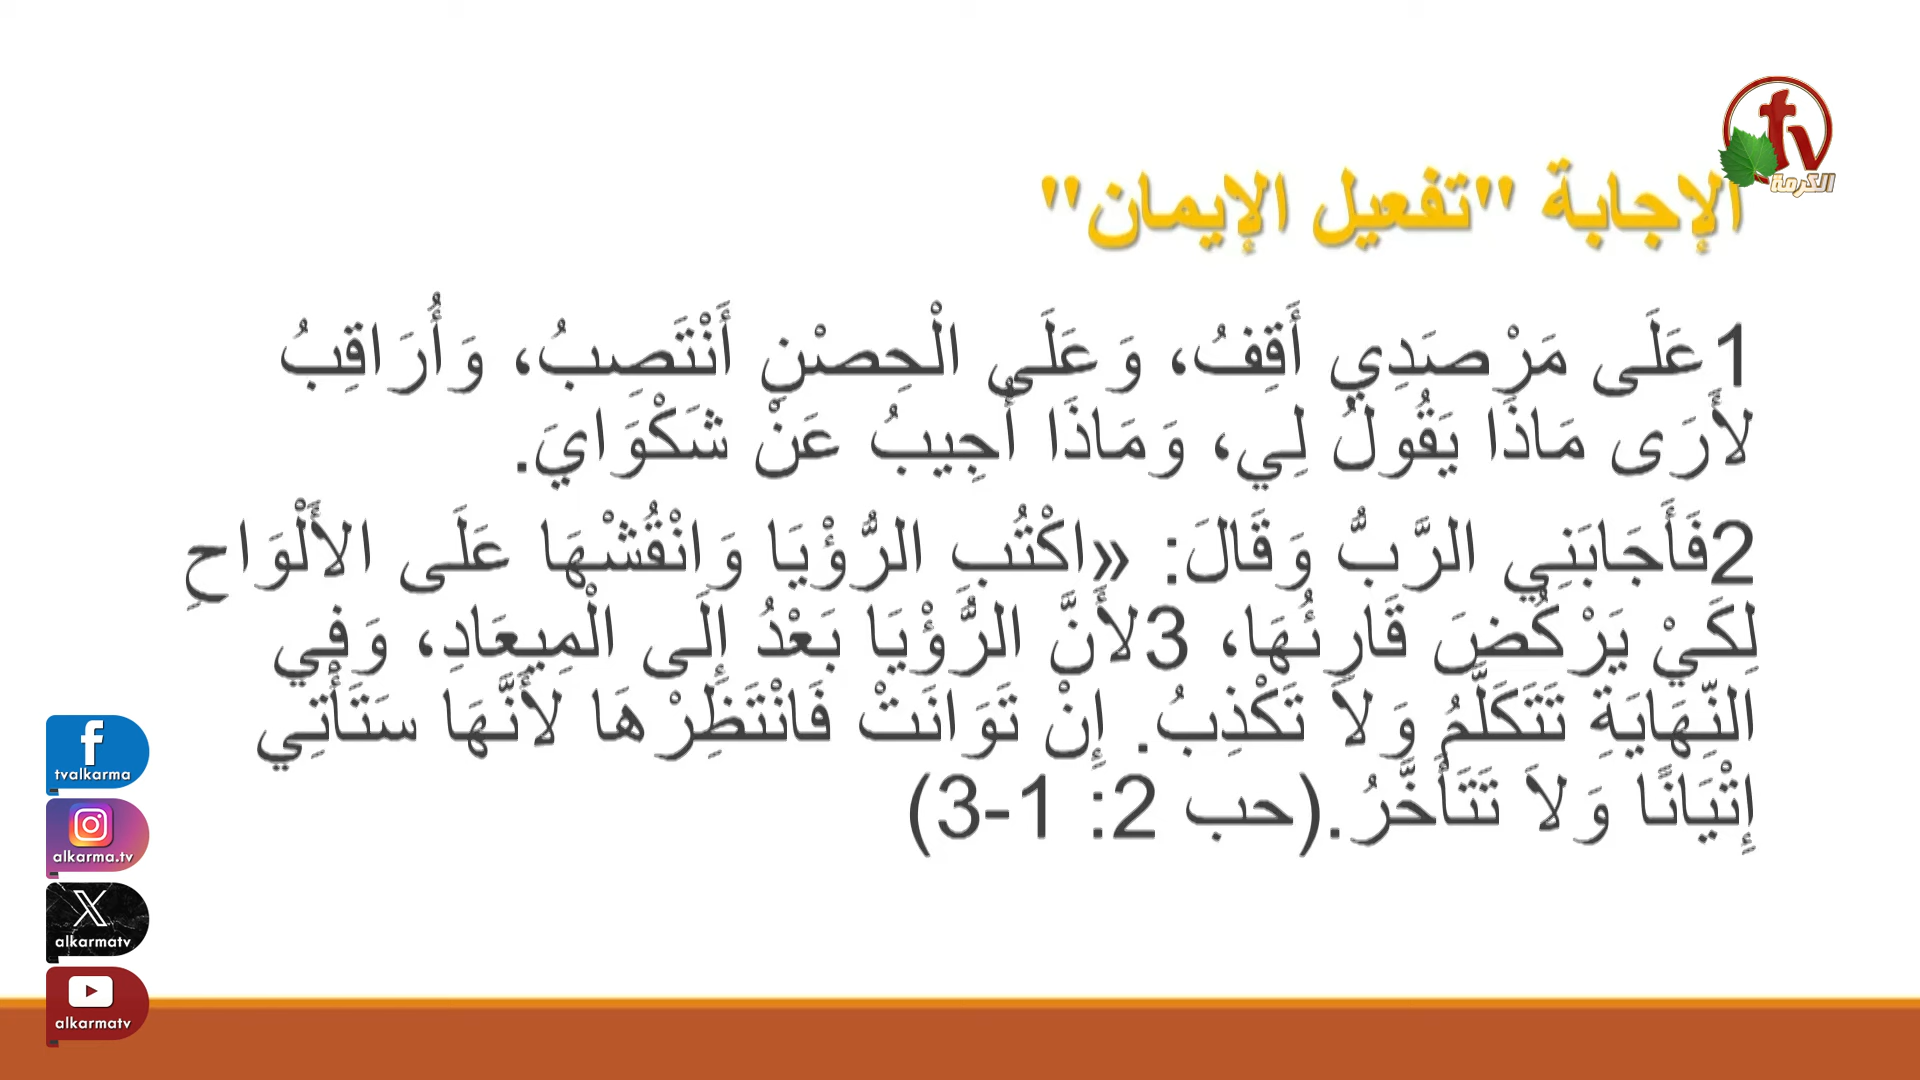 tv
الكرمة
الإجابة "تفعيل الإيمان"
1عَلَى مَرْصَدِي أَقِفُ، وَعَلَى الْحِصْنِ أَنْتَصِبُ، وَأُرَاقِبُ
لأَرَى مَاذَا يَقُولُ لِي، وَمَاذَا أُجِيبُ عَنْ شَكْوَايَ.
2فَأَجَابَنِي الرَّبُّ وَقَالَ: «اكْتُبِ الرُّؤْيَا وَانْقُشْهَا عَلَى الأَلْوَاحِ
لِكَيْ يَرْكُضَ قَارِئُهَا، 3لأَنَّ الرُّؤْيَا بَعْدُ إِلَى الْمِيعَادِ، وَفِي
النِّهَايَةِ تَتَكَلَّمُ وَلاَ تَكْذِبُ. إِنْ تَوَانَتْ فَانْتَظِرْهَا لأَنَّهَا سَتَأْتِي
إِتْيَانًا وَلاَ تَتَأَخَّرُ.(حب 2: 1-3)
tvalkarma
alkarma.tv
alkarmatv
alkarmatv